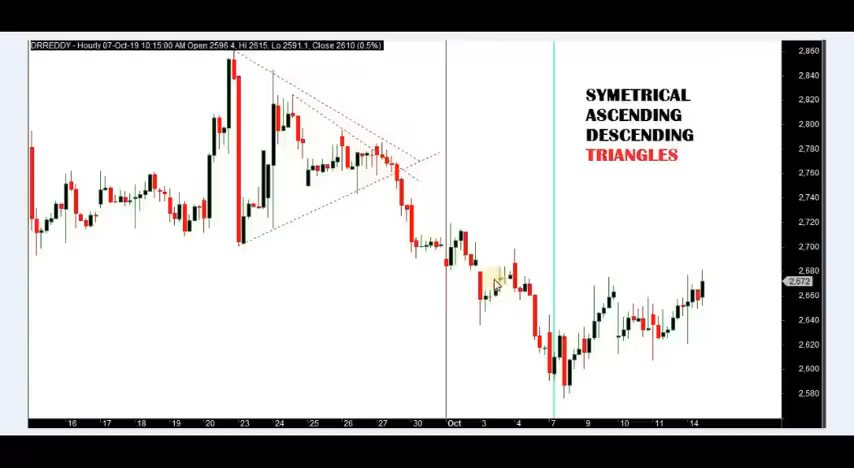 DRREDDY - Hourly 07-Oct-19 10:15:00 AM Open 2596.4, Hi 2615, Lo 2591.1, Close 2610 (0.5%)
SYMETRICAL
ASCENDING
DESCENDING
TRIANGLES
2,860
2,840
2,820
2,800
2,780
2,760
2,740
2,720
2,700
2,680
2,672
2,660
2,640
2,620
2,600
2,580
16 17 18 19 20 23 24 25 26 27 30 Oct 3 4 7 9 10 11 14